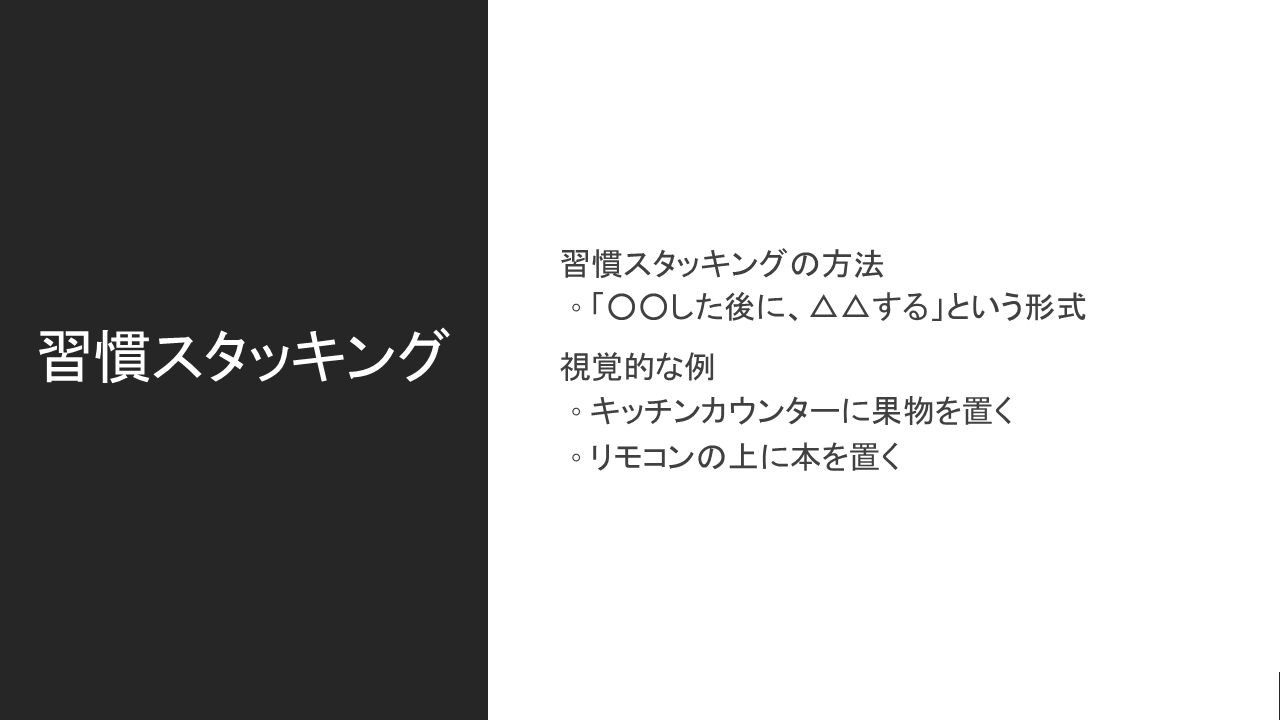 習慣スタッキング
習慣スタッキングの方法
◦「〇〇した後に、△△する」という形式
視覚的な例
◦キッチンカウンターに果物を置く
◦リモコンの上に本を置く